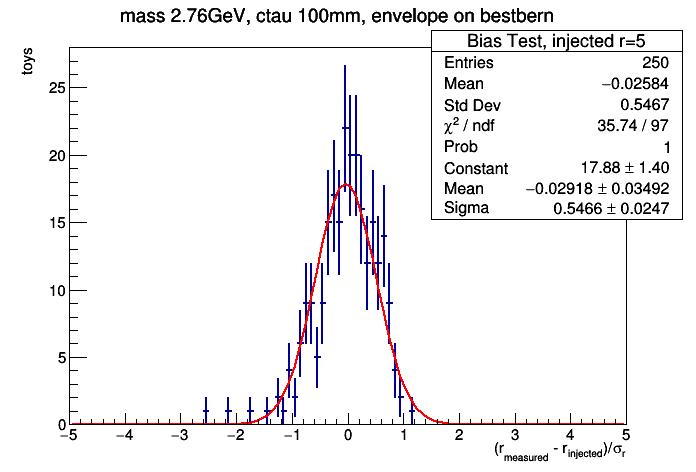 mass 2.76GeV, ctau 100mm, envelope on bestbern
toys
Bias Test, injected r=5
Entries 250
Mean −0.02584
Std Dev 0.5467
χ² / ndf 35.74 / 97
Prob 1
Constant 17.88 ± 1.40
Mean −0.02918 ± 0.03492
Sigma 0.5466 ± 0.0247
25
20
15
10
5
0
−5 −4 −3 −2 −1 0 1 2 3 4 5
(r_measured - r_injected)/σ_r